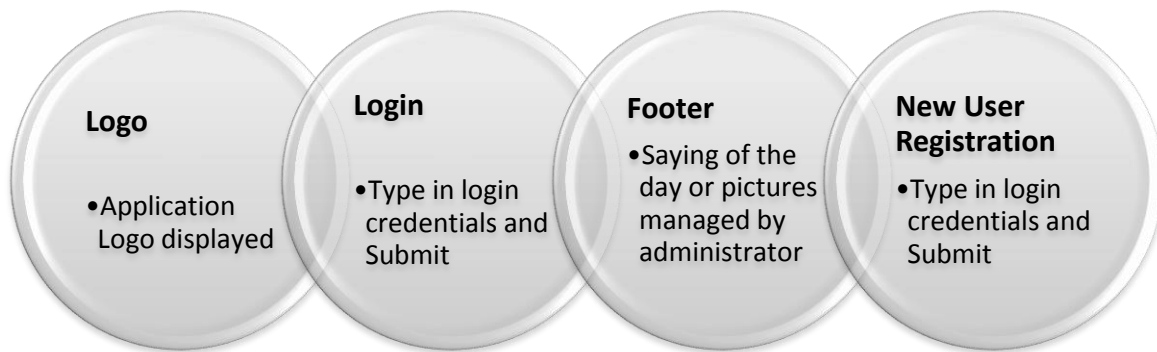 Logo
•Application
Logo displayed
Login
•Type in login
credentials and
Submit
Footer
•Saying of the
day or pictures
managed by
administrator
New User
Registration
•Type in login
credentials and
Submit